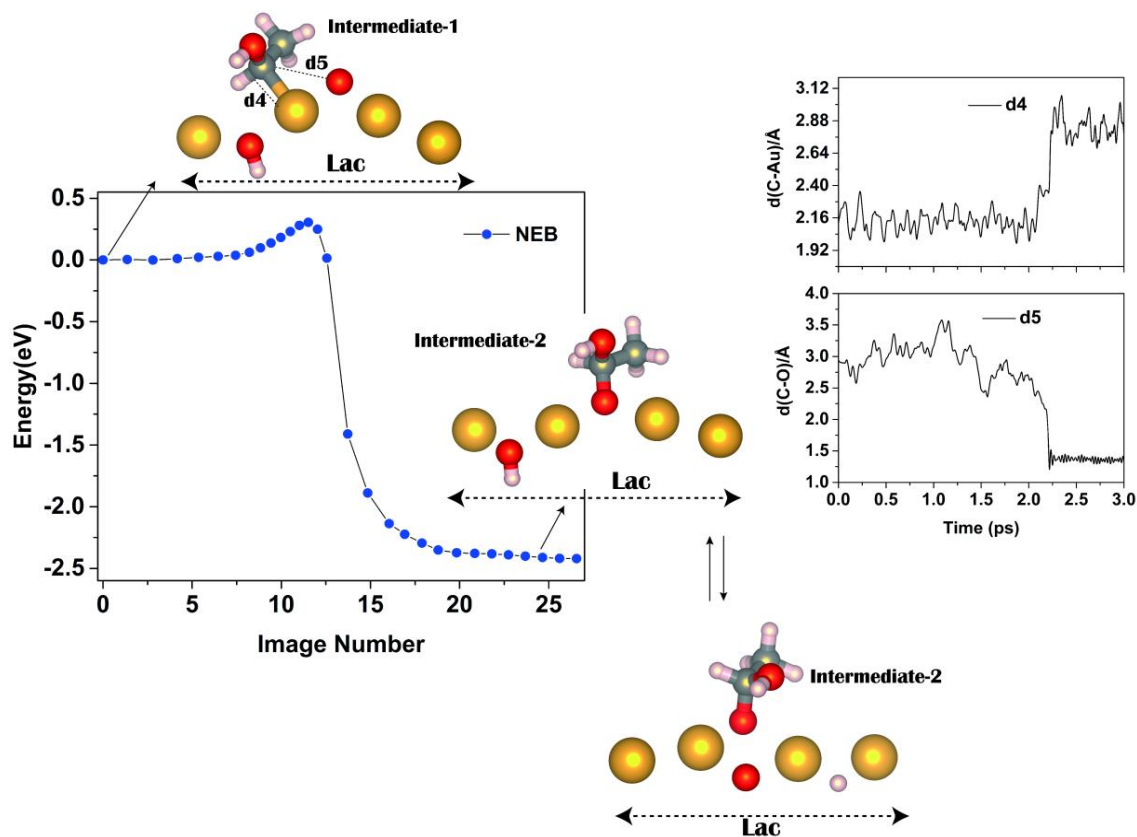 Intermediate-1
d5
d4
Lac
0.5
0.0
-0.5
-1.0
-1.5
-2.0
-2.5
Energy(eV)
NEB
0
5
10
15
20
25
Image Number
Intermediate-2
Lac
Intermediate-2
Lac
3.12
2.88
2.64
2.40
2.16
1.92
d(C-Au)/Å
d4
4.0
3.5
3.0
2.5
2.0
1.5
1.0
d(C-O)/Å
d5
0.0
0.5
1.0
1.5
2.0
2.5
3.0
Time (ps)